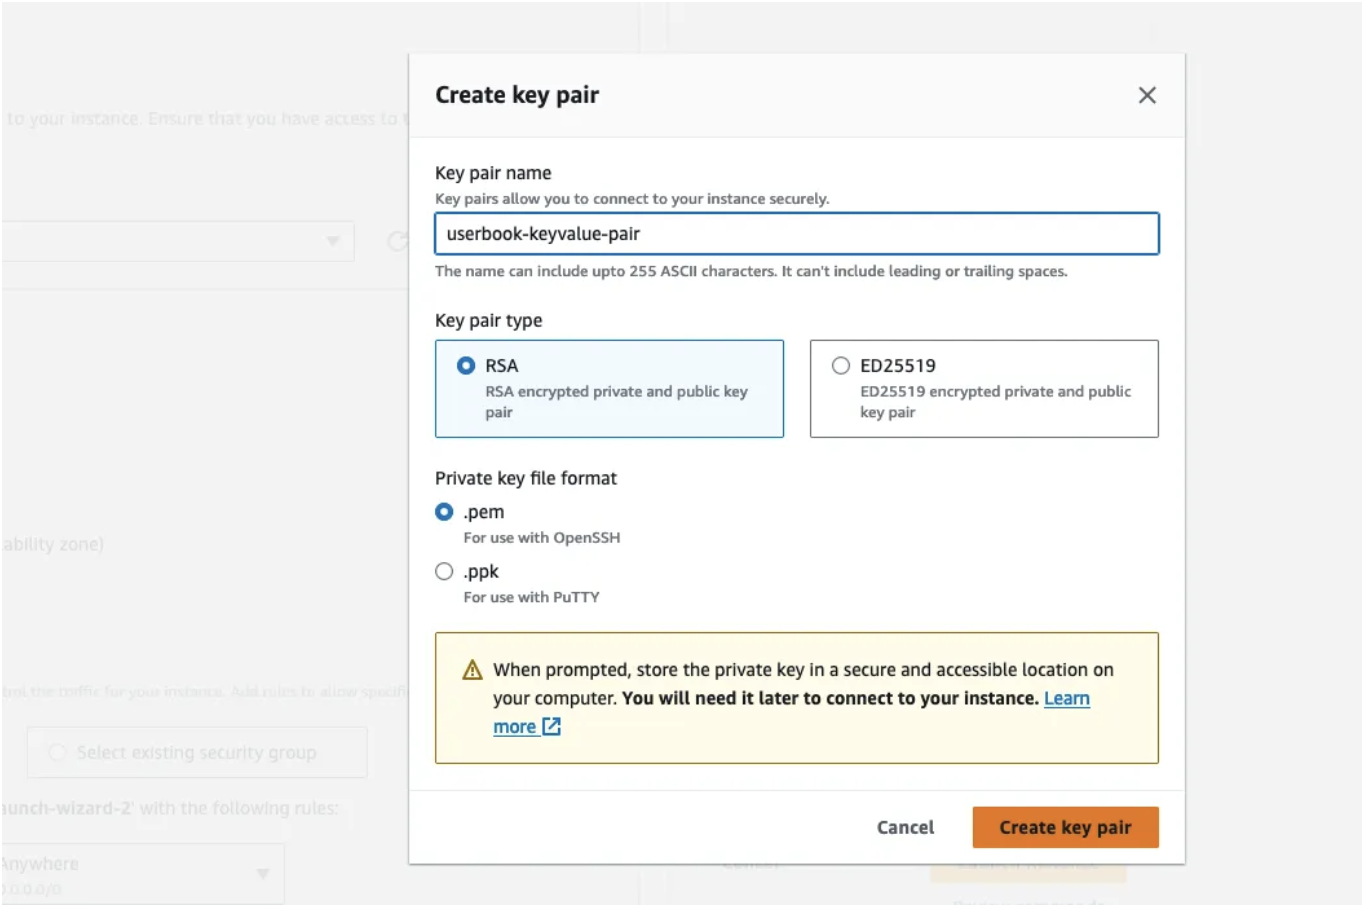 Create key pair
to your instance. Ensure that you have access to t
Key pair name
Key pairs allow you to connect to your instance securely.
userbook-keyvalue-pair
The name can include upto 255 ASCII characters. It can't include leading or trailing spaces.
Key pair type
RSA
RSA encrypted private and public key
pair
ED25519
ED25519 encrypted private and public
key pair
Private key file format
.pem
For use with OpenSSH
ability zone)
.ppk
For use with PuTTY
When prompted, store the private key in a secure and accessible location on
your computer. You will need it later to connect to your instance. Learn
more
the traffic for your instance. Add rules to allow specifi
Select existing security group
aunch-wizard-2' with the following rules:
Cancel
Create key pair
Anywhere
0.0.0.0/0